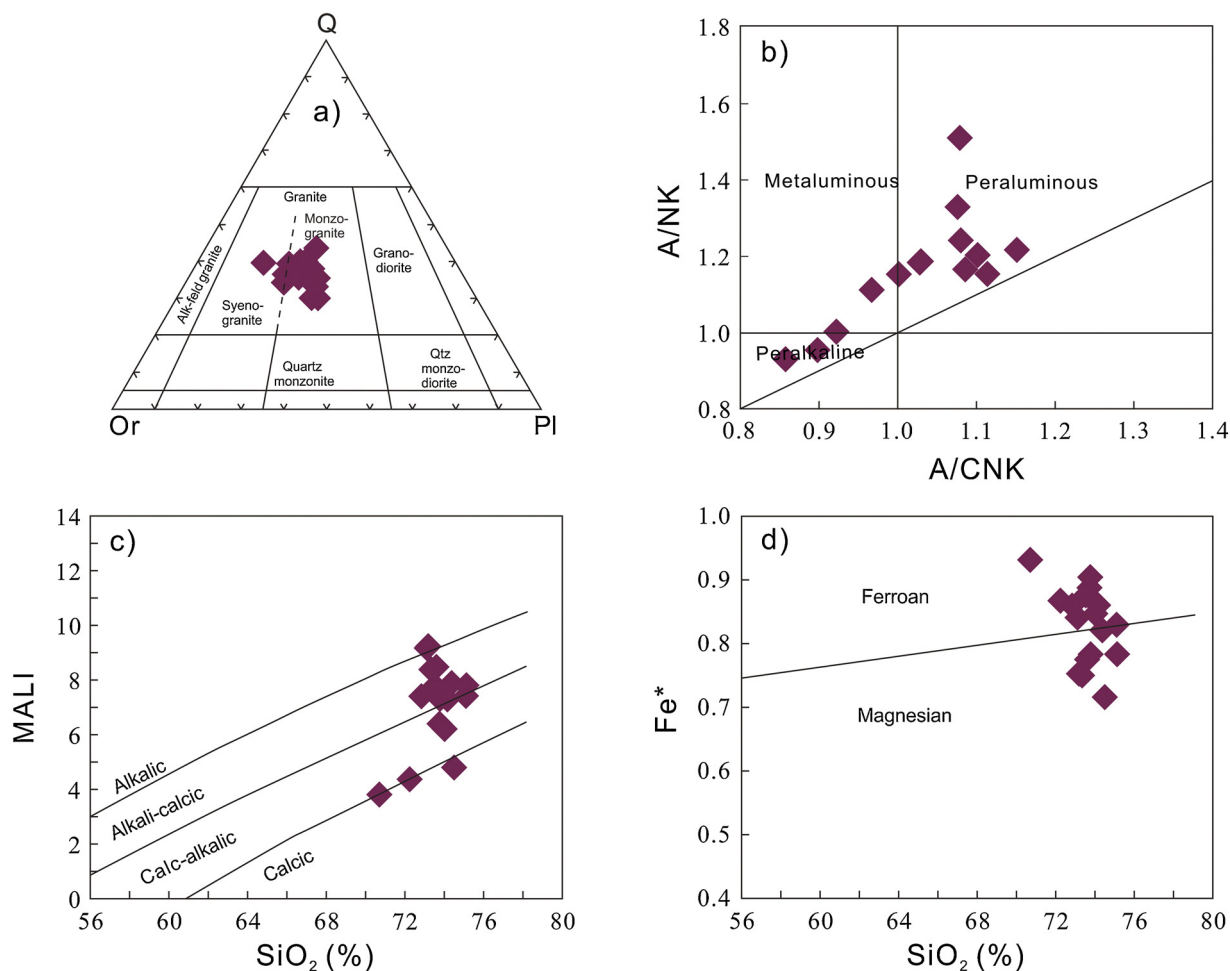 Q
a)
Granite
Monzo-
granite
Grano-
diorite
Alk-feld granite
Syeno-
granite
Quartz
monzonite
Qtz
monzo-
diorite
Or
Pl
b)
1.8
1.6
1.4
1.2
1.0
0.8
A/NK
Metaluminous
Peraluminous
Peralkaline
0.8
0.9
1.0
1.1
1.2
1.3
1.4
A/CNK
c)
14
12
10
8
6
4
2
0
MALI
Alkalic
Alkali-calcic
Calc-alkalic
Calcic
56
60
64
68
72
76
80
SiO₂ (%)
d)
1.0
0.9
0.8
0.7
0.6
0.5
0.4
Fe*
Ferroan
Magnesian
56
60
64
68
72
76
80
SiO₂ (%)